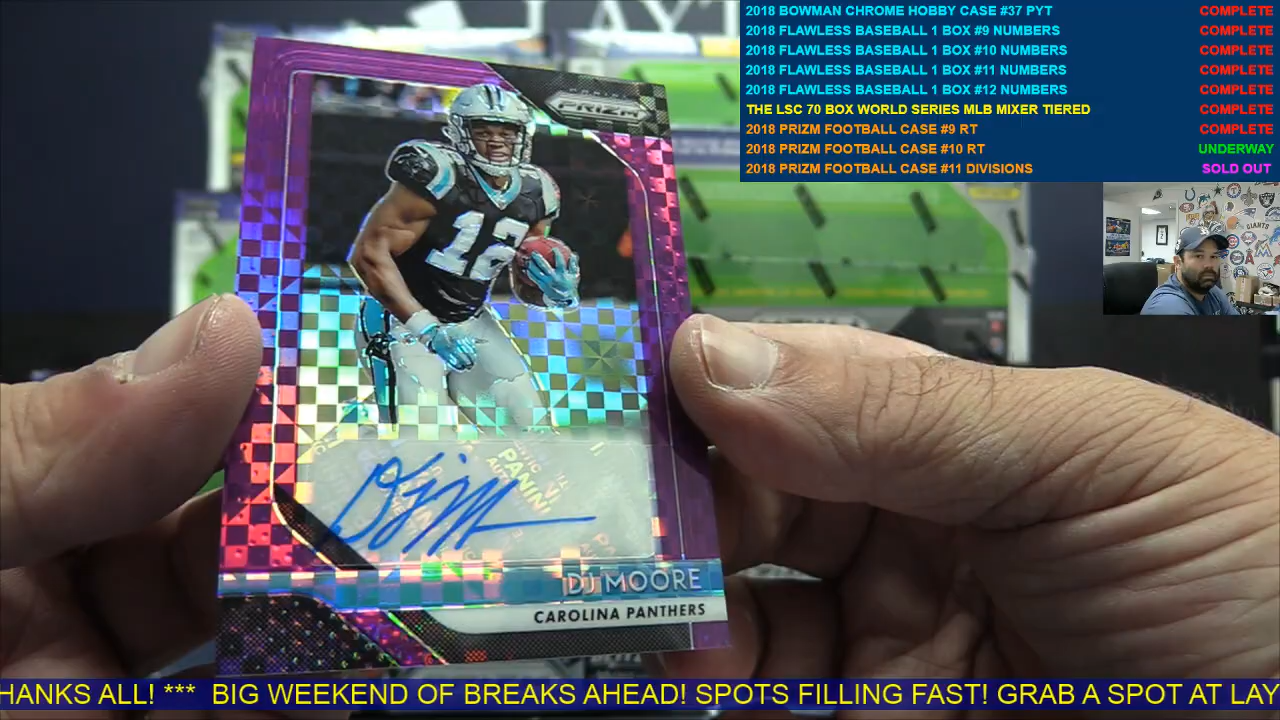 2018 BOWMAN CHROME HOBBY CASE #37 PYT COMPLETE
2018 FLAWLESS BASEBALL 1 BOX #9 NUMBERS COMPLETE
2018 FLAWLESS BASEBALL 1 BOX #10 NUMBERS COMPLETE
2018 FLAWLESS BASEBALL 1 BOX #11 NUMBERS COMPLETE
2018 FLAWLESS BASEBALL 1 BOX #12 NUMBERS COMPLETE
THE LSC 70 BOX WORLD SERIES MLB MIXER TIERED COMPLETE
2018 PRIZM FOOTBALL CASE #9 RT COMPLETE
2018 PRIZM FOOTBALL CASE #10 RT UNDERWAY
2018 PRIZM FOOTBALL CASE #11 DIVISIONS SOLD OUT
PRIZM
12
PANINI
DJ MOORE
CAROLINA PANTHERS
HANKS ALL! *** BIG WEEKEND OF BREAKS AHEAD! SPOTS FILLING FAST! GRAB A SPOT AT LAY